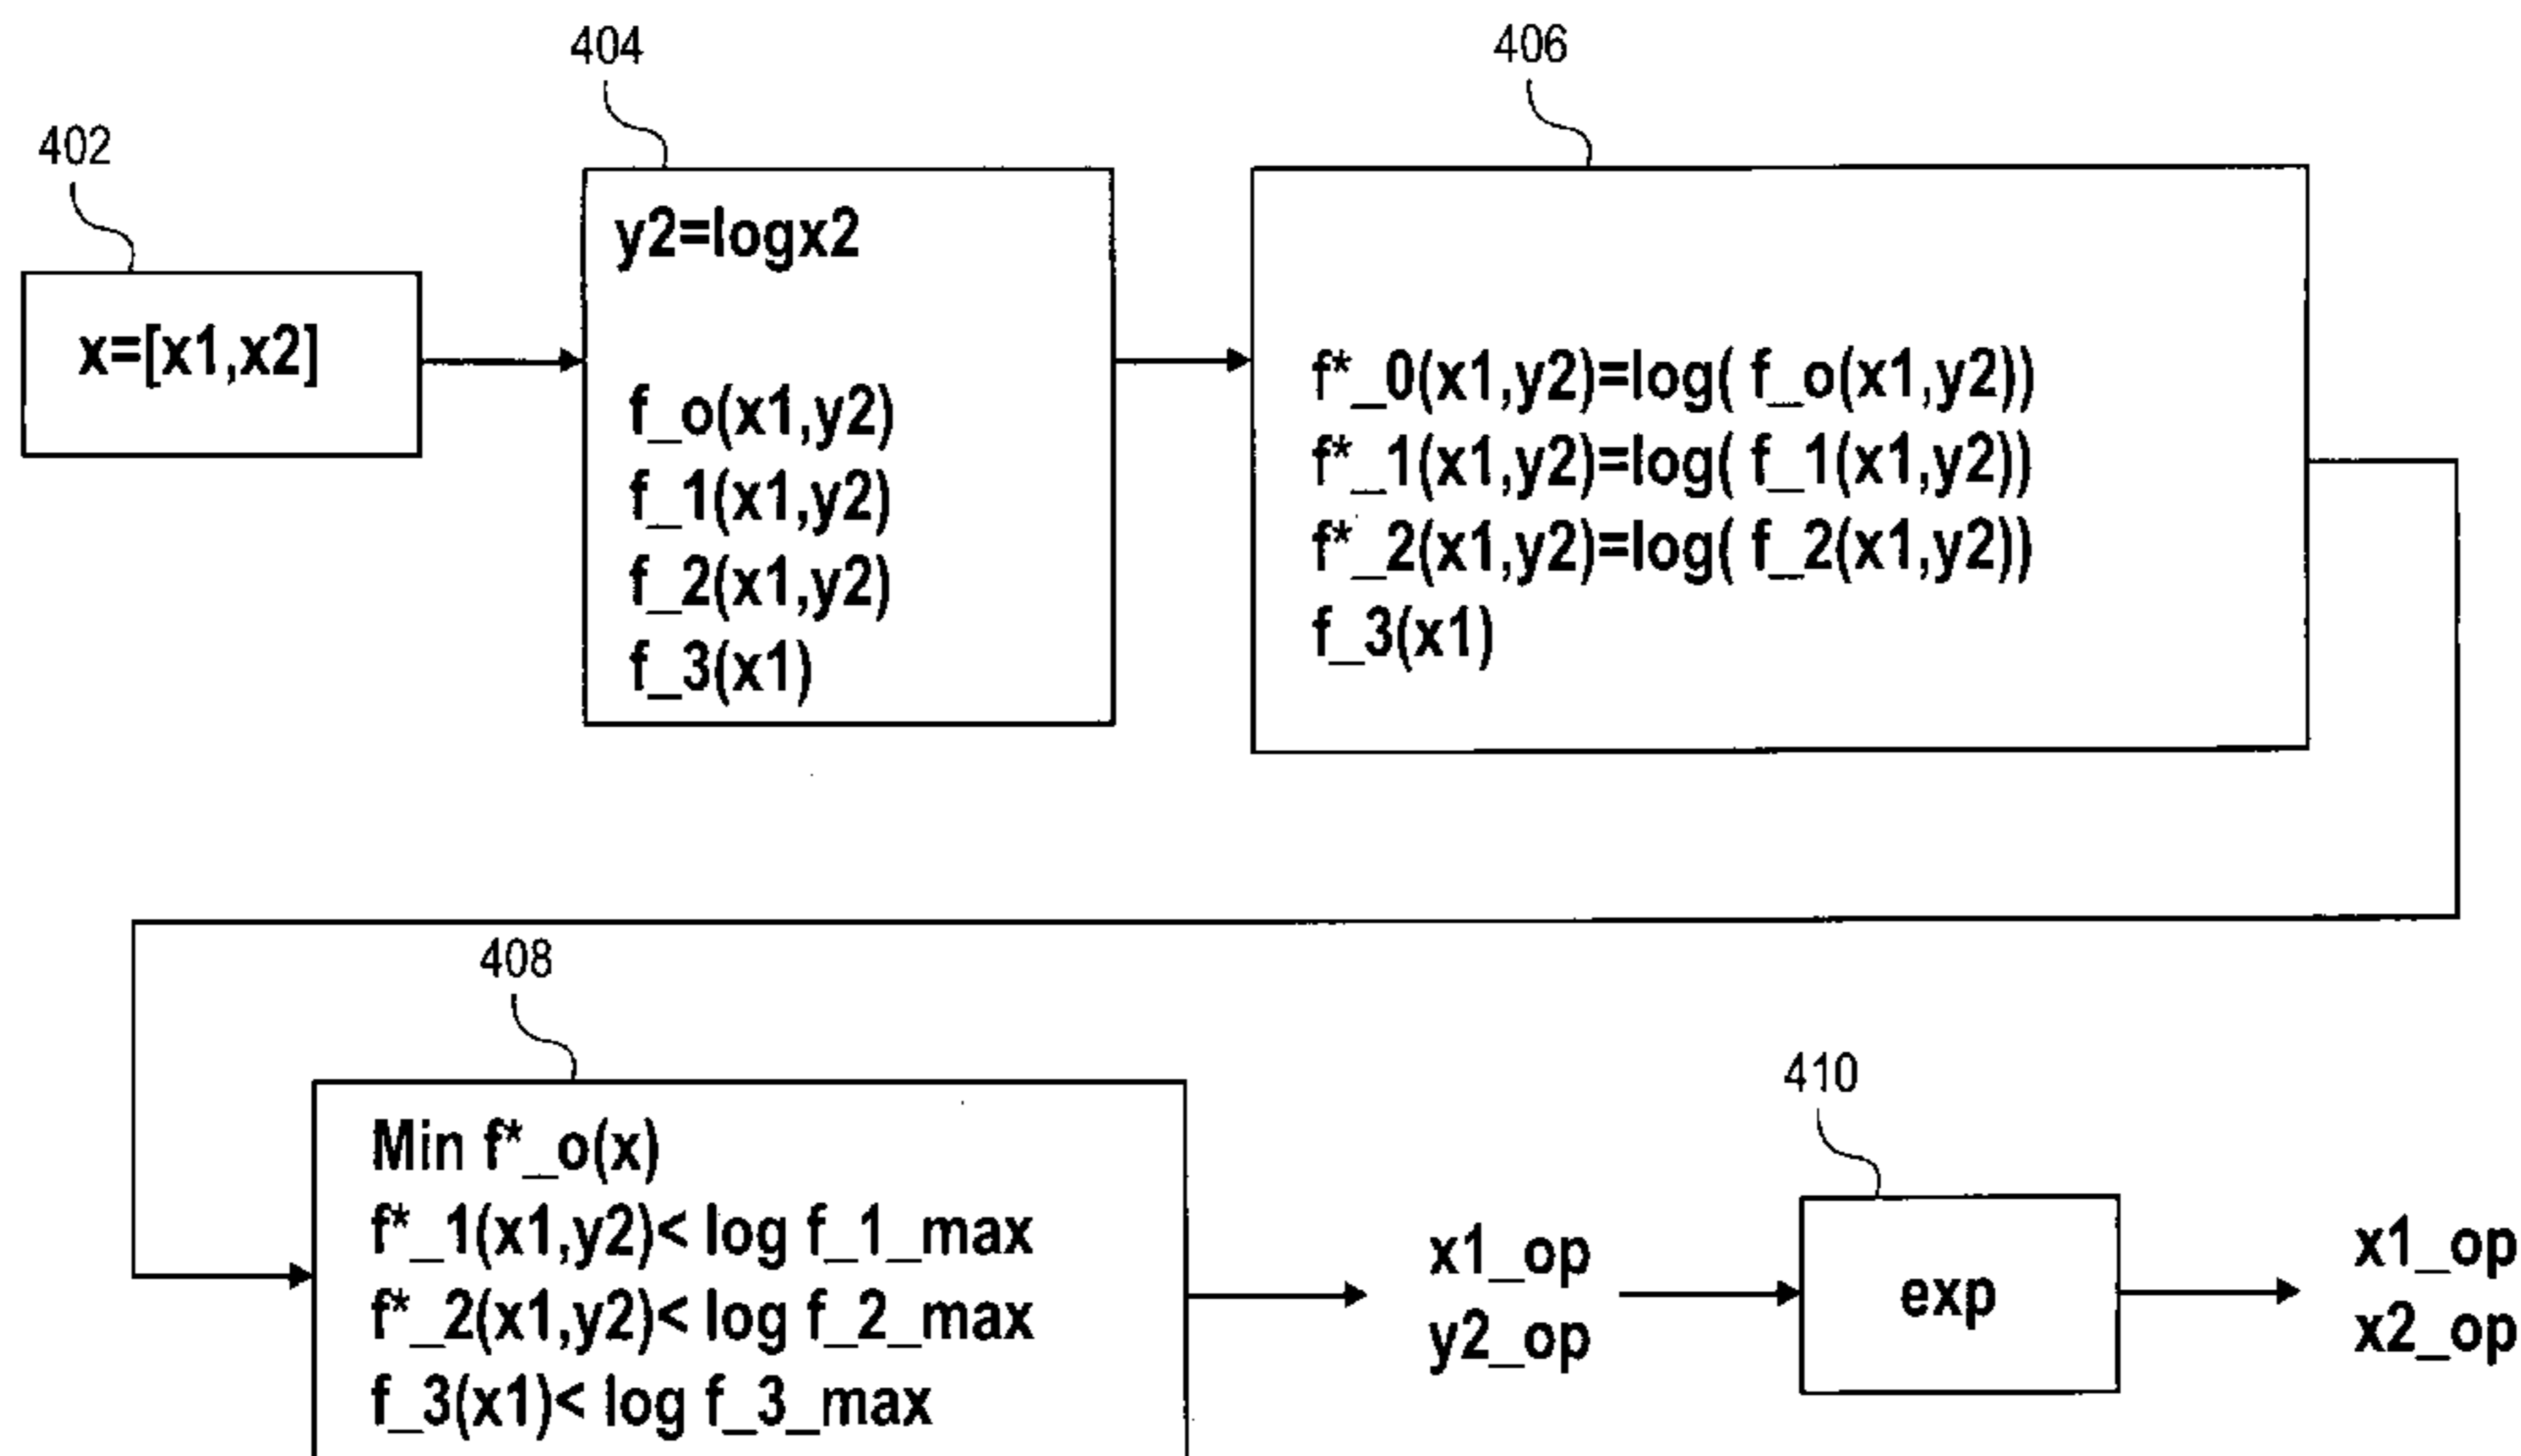 402
x=[x1,x2]
404
y2=logx2
f_o(x1,y2)
f_1(x1,y2)
f_2(x1,y2)
f_3(x1)
406
f*_0(x1,y2)=log( f_o(x1,y2))
f*_1(x1,y2)=log( f_1(x1,y2))
f*_2(x1,y2)=log( f_2(x1,y2))
f_3(x1)
408
Min f*_o(x)
f*_1(x1,y2)< log f_1_max
f*_2(x1,y2)< log f_2_max
f_3(x1)< log f_3_max
x1_op
y2_op
410
exp
x1_op
x2_op